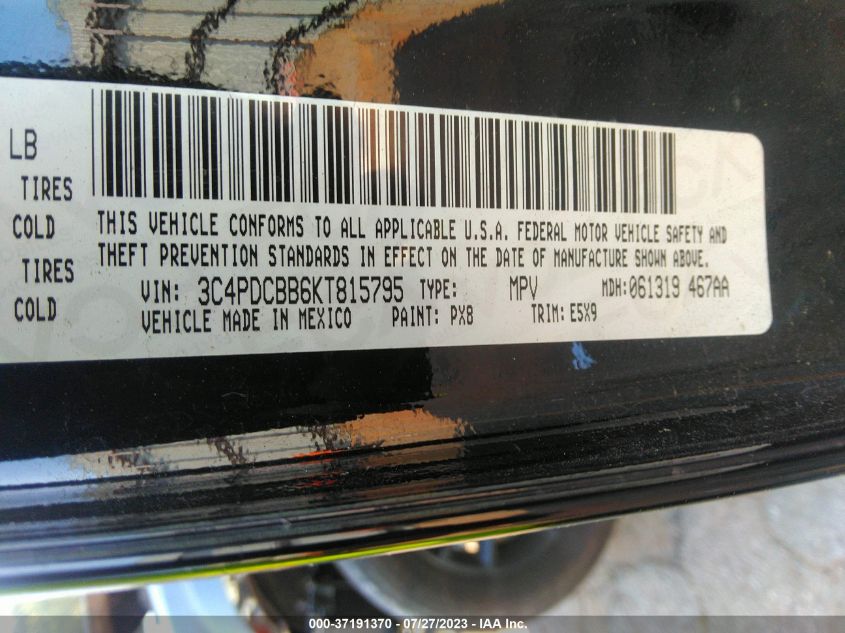 LB
TIRES
COLD
TIRES
COLD
THIS VEHICLE CONFORMS TO ALL APPLICABLE U.S.A. FEDERAL MOTOR VEHICLE SAFETY AND
THEFT PREVENTION STANDARDS IN EFFECT ON THE DATE OF MANUFACTURE SHOWN ABOVE.
VIN: 3C4PDCBB6KT815795 TYPE: MPV MDH:061319 467AA
VEHICLE MADE IN MEXICO PAINT: PX8 TRIM:E5X9
000-37191370 - 07/27/2023 - IAA Inc.